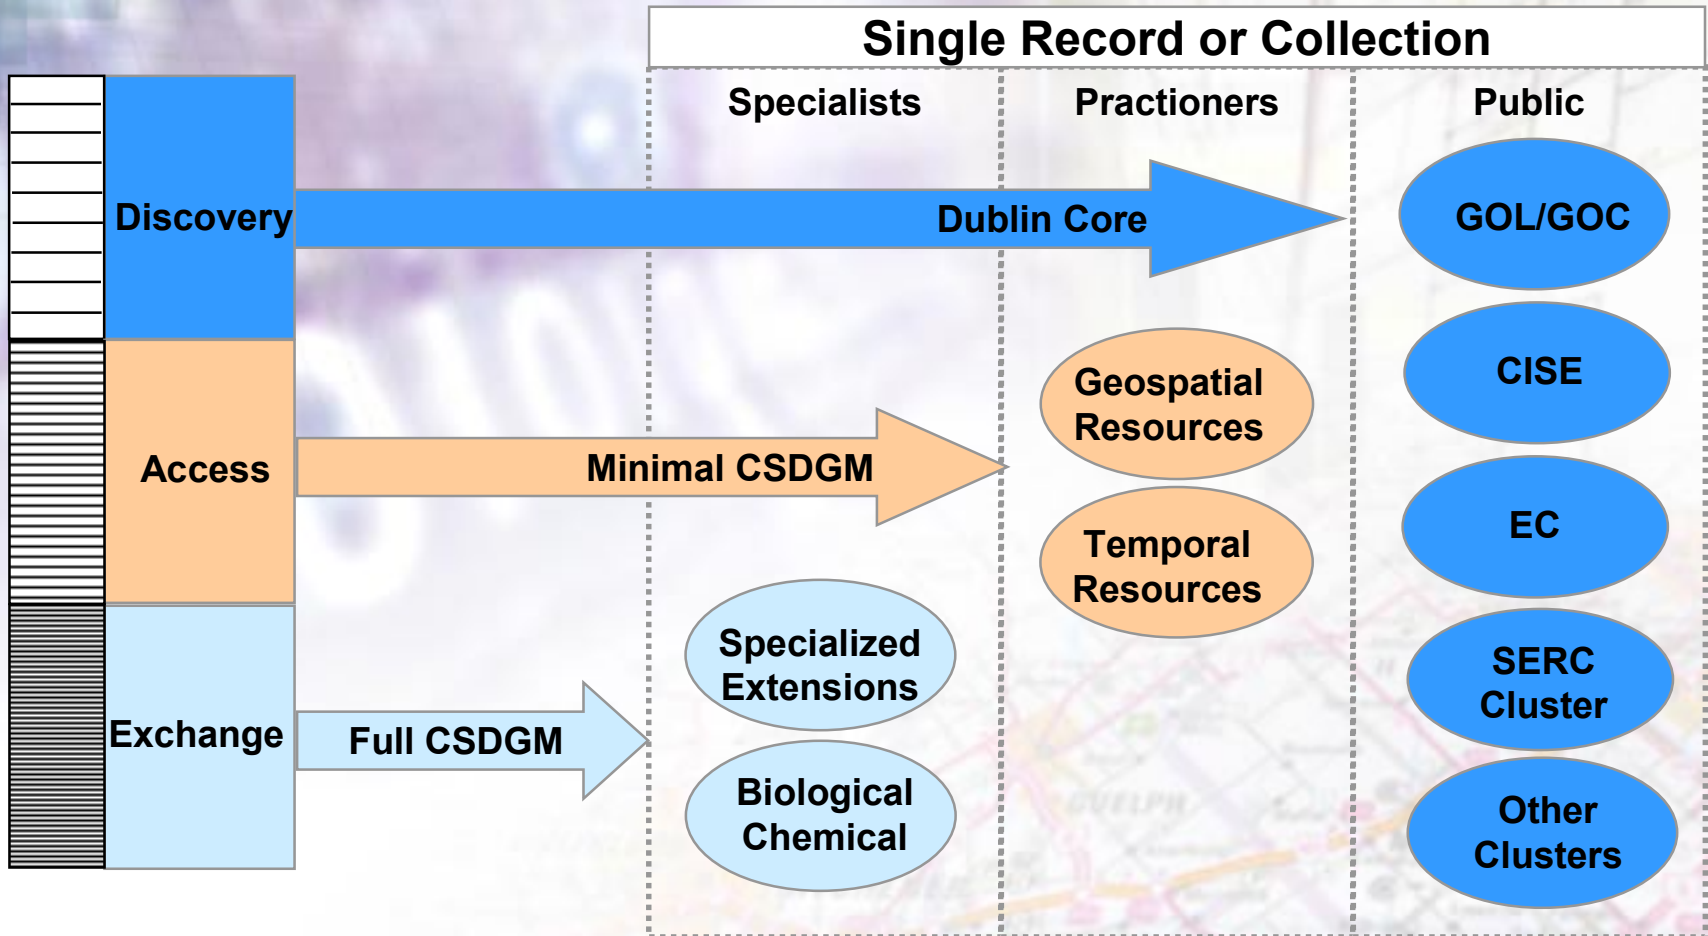 Single Record or Collection
Specialists
Practioners
Public
Discovery
Dublin Core
GOL/GOC
Access
Minimal CSDGM
Geospatial
Resources
Temporal
Resources
CISE
EC
Exchange
Full CSDGM
Specialized
Extensions
Biological
Chemical
SERC
Cluster
Other
Clusters
GUELPH